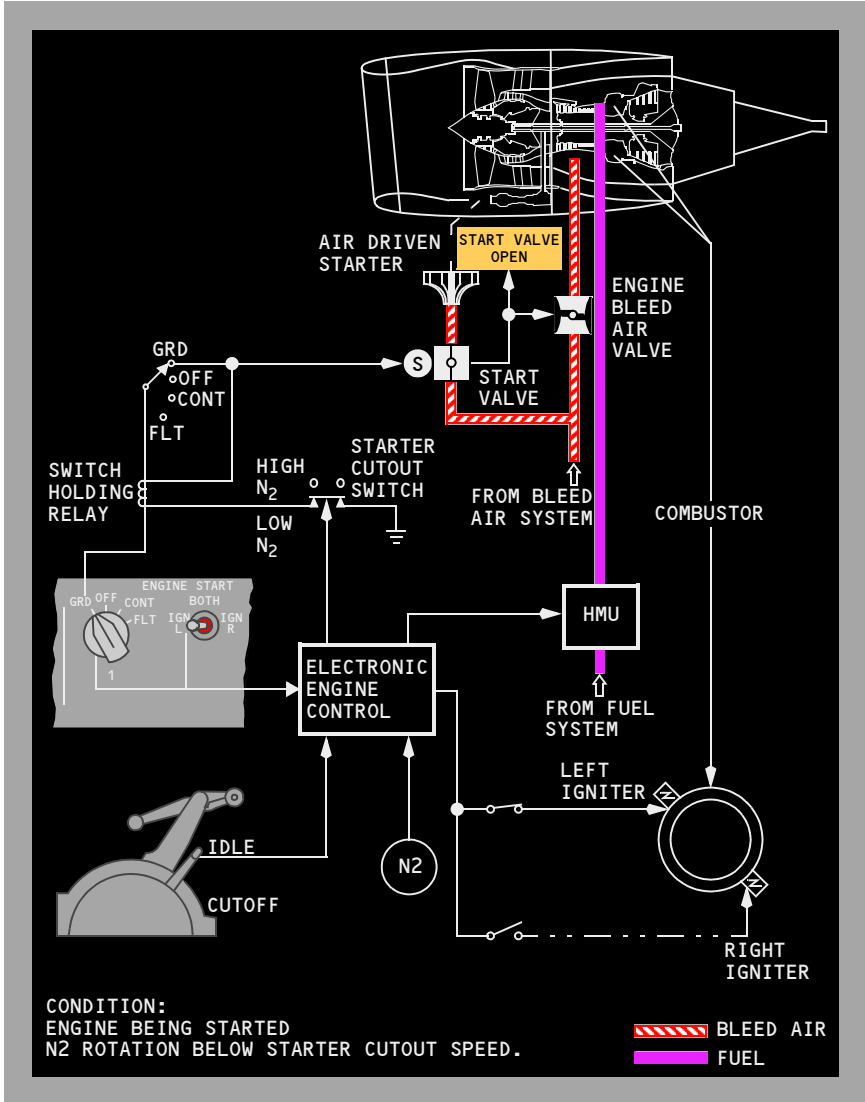 AIR DRIVEN
STARTER
START VALVE
OPEN
ENGINE
BLEED
AIR
VALVE
GRD
OFF
CONT
FLT
S
START
VALVE
SWITCH
HOLDING
RELAY
HIGH
N2
LOW
N2
STARTER
CUTOUT
SWITCH
FROM BLEED
AIR SYSTEM
COMBUSTOR
ENGINE START
GRD
OFF
CONT
FLT
BOTH
IGN
L
IGN
R
1
HMU
ELECTRONIC
ENGINE
CONTROL
FROM FUEL
SYSTEM
LEFT
IGNITER
IDLE
N2
CUTOFF
RIGHT
IGNITER
CONDITION:
ENGINE BEING STARTED
N2 ROTATION BELOW STARTER CUTOUT SPEED.
BLEED AIR
FUEL